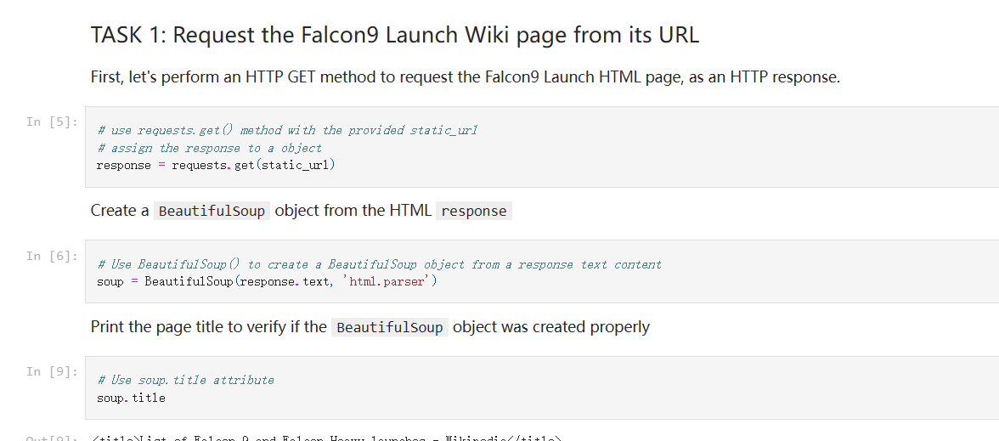 TASK 1: Request the Falcon9 Launch Wiki page from its URL
First, let's perform an HTTP GET method to request the Falcon9 Launch HTML page, as an HTTP response.
In [5]:
# use requests.get() method with the provided static_url
# assign the response to a object
response = requests.get(static_url)
Create a BeautifulSoup object from the HTML response
In [6]:
# Use BeautifulSoup() to create a BeautifulSoup object from a response text content
soup = BeautifulSoup(response.text, 'html.parser')
Print the page title to verify if the BeautifulSoup object was created properly
In [9]:
# Use soup.title attribute
soup.title
Out[9]:
<title>List of Falcon 9 and Falcon Heavy launches - Wikipedia</title>